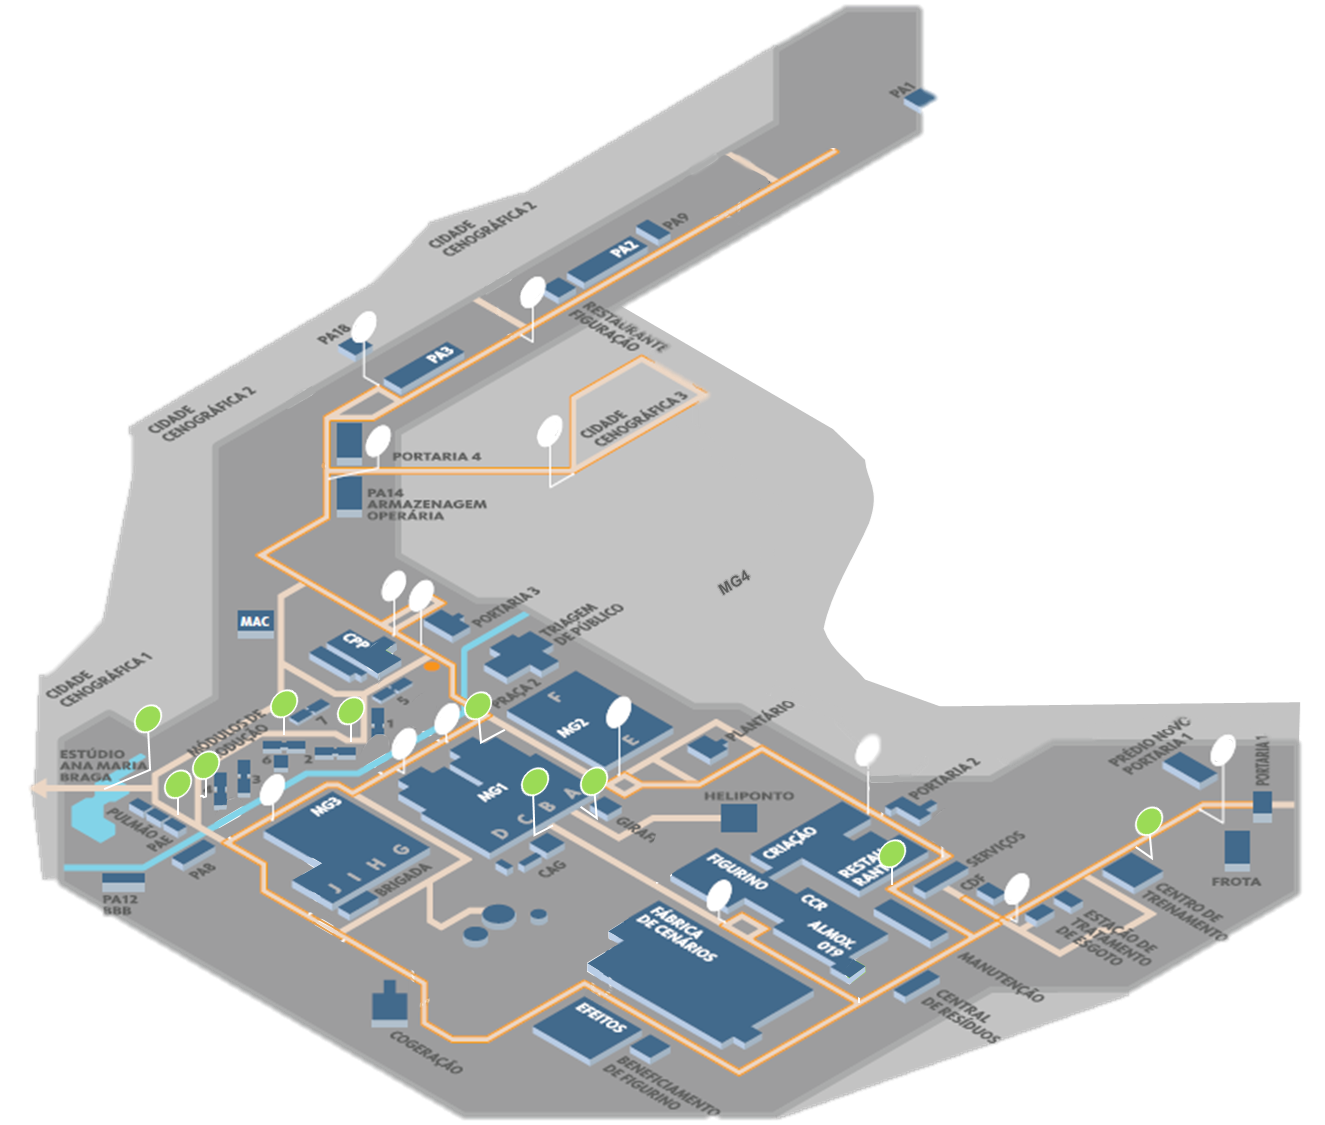 PA1
CIDADE
CENOGRÁFICA 2
PA9
PA2
RESTAURANTE
FIGURAÇÃO
PA18
PA3
CIDADE
CENOGRÁFICA 2
CIDADE
CENOGRÁFICA 3
PORTARIA 4
PA14
ARMAZENAGEM
OPERÁRIA
MG4
MAC
CPP
PORTARIA 3
TRIAGEM
DE PÚBLICO
CIDADE
CENOGRÁFICA 1
PRAÇA 2
F
MG2
E
5
7
1
MÓDULOS DE
6
2
3
ESTÚDIO
ANA MARIA
BRAGA
PLANTÁRIO
PRÉDIO NOVO
PORTARIA 1
PORTARIA 1
PORTARIA 2
HELIPONTO
MG1
D C B A
MG3
J I H G
PULMÃO
PAE
PA8
PA12
BBB
BRIGADA
CAG
CRIAÇÃO
FIGURINO
SERVIÇOS
CDF
CCR
ALMOX.
019
FÁBRICA
DE CENÁRIOS
FROTA
CENTRO DE
TREINAMENTO
ESTAÇÃO DE
TRATAMENTO
DE ESGOTO
MANUTENÇÃO
CENTRAL
DE RESÍDUOS
EFEITOS
BENEFICIAMENTO
DE FIGURINO
COGERAÇÃO